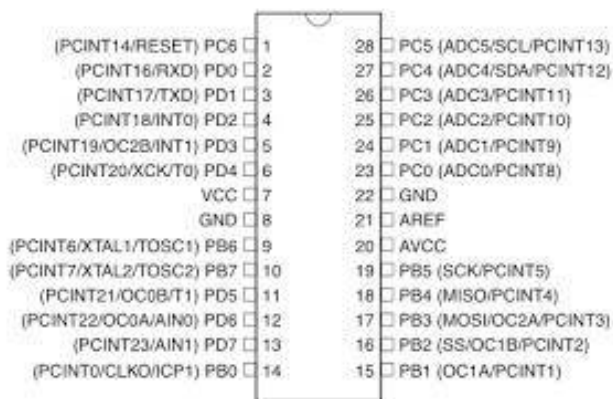 (PCINT14/RESET) PC6 1 28 PC5 (ADC5/SCL/PCINT13)
(PCINT16/RXD) PD0 2 27 PC4 (ADC4/SDA/PCINT12)
(PCINT17/TXD) PD1 3 26 PC3 (ADC3/PCINT11)
(PCINT18/INT0) PD2 4 25 PC2 (ADC2/PCINT10)
(PCINT19/OC2B/INT1) PD3 5 24 PC1 (ADC1/PCINT9)
(PCINT20/XCK/T0) PD4 6 23 PC0 (ADC0/PCINT8)
VCC 7 22 GND
GND 8 21 AREF
(PCINT6/XTAL1/TOSC1) PB6 9 20 AVCC
(PCINT7/XTAL2/TOSC2) PB7 10 19 PB5 (SCK/PCINT5)
(PCINT21/OC0B/T1) PD5 11 18 PB4 (MISO/PCINT4)
(PCINT22/OC0A/AIN0) PD6 12 17 PB3 (MOSI/OC2A/PCINT3)
(PCINT23/AIN1) PD7 13 16 PB2 (SS/OC1B/PCINT2)
(PCINT0/CLKO/ICP1) PB0 14 15 PB1 (OC1A/PCINT1)